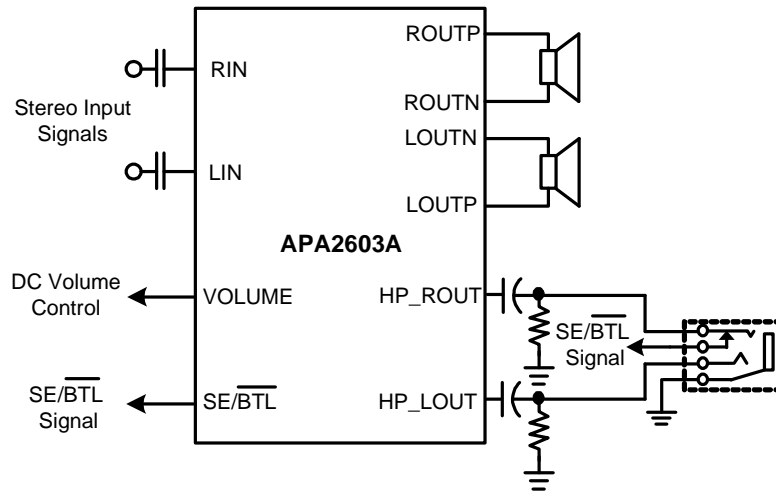 ROUTP
RIN
Stereo Input
Signals
ROUTN
LOUTN
LIN
LOUTP
APA2603A
DC Volume
Control
VOLUME
HP_ROUT
SE/BTL
Signal
SE/BTL
Signal
SE/BTL
HP_LOUT